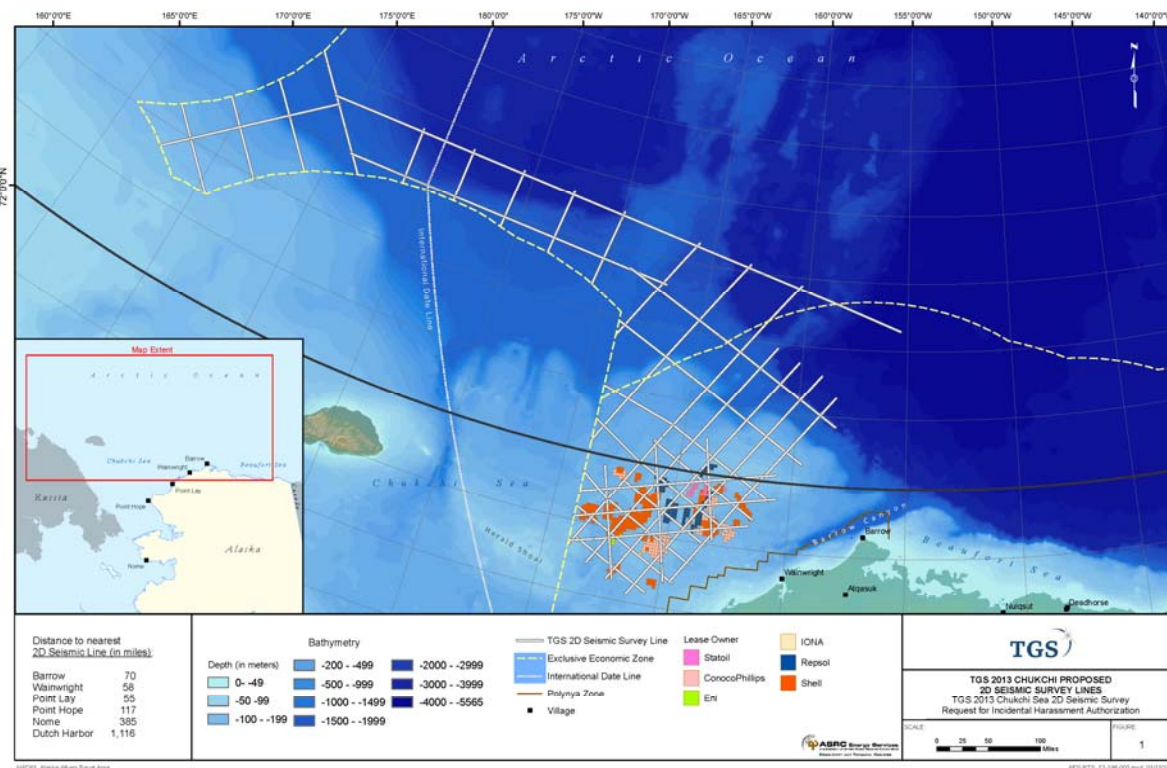 160°0'0"E
165°0'0"E
170°0'0"E
175°0'0"E
180°0'0"
175°0'0"W
170°0'0"W
165°0'0"W
160°0'0"W
155°0'0"W
150°0'0"W
145°0'0"W
140°0'0"W
Arctic Ocean
N
72°0'0"N
International Date Line
Map Extent
Arctic Ocean
Chukchi Sea
Beaufort Sea
Barrow
Wainwright
Point Lay
Point Hope
Russia
Alaska
Nome
Chukchi Sea
Herald Shoal
Barrow Canyon
Barrow
Beaufort Sea
Wainwright
Atqasuk
Nuiqsut
Deadhorse
Distance to nearest
2D Seismic Line (in miles)
Barrow 70
Wainwright 58
Point Lay 55
Point Hope 117
Nome 385
Dutch Harbor 1,116
Bathymetry
Depth (in meters)
0- -49
-50 -99
-100 - -199
-200 - -499
-500 - -999
-1000 - -1499
-1500 - -1999
-2000 - -2999
-3000 - -3999
-4000 - -5565
TGS 2D Seismic Survey Line
Exclusive Economic Zone
International Date Line
Polynya Zone
Village
Lease Owner
Statoil
ConocoPhillips
Eni
IONA
Repsol
Shell
ASRC Energy Services
TGS
TGS 2013 CHUKCHI PROPOSED
2D SEISMIC SURVEY LINES
TGS 2013 Chukchi Sea 2D Seismic Survey
Request for Incidental Harassment Authorization
SCALE:
0 25 50 100
Miles
FIGURE:
1